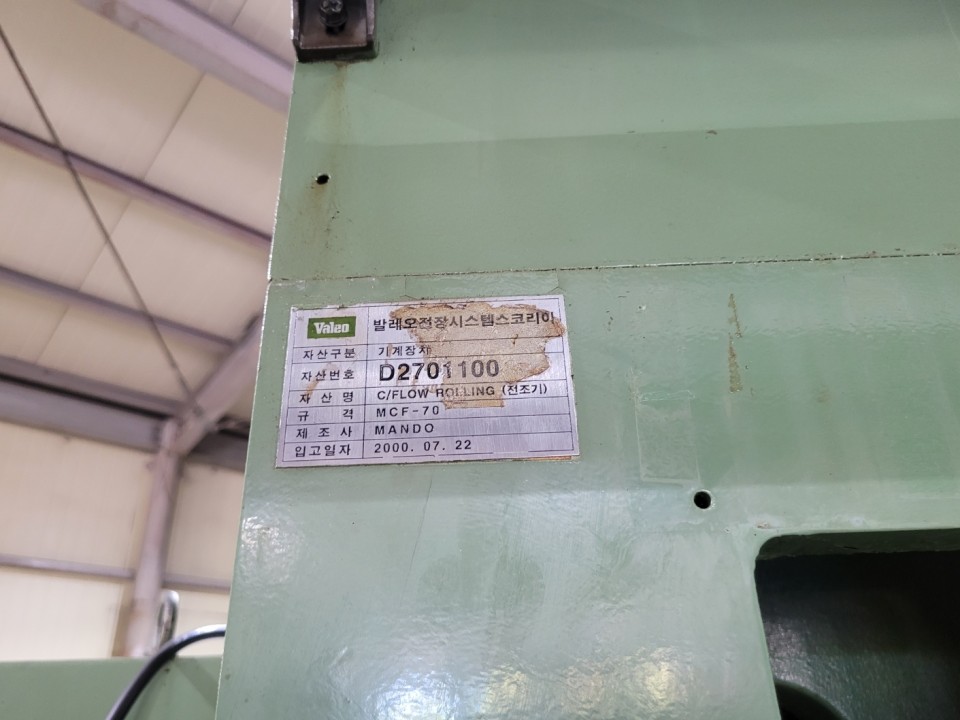 Valeo 발레오전장시스템스코리아
자산구분 기계장치
자산번호 D2701100
자산명 C/FLOW ROLLING (전조기)
규격 MCF-70
제조사 MANDO
입고일자 2000. 07. 22